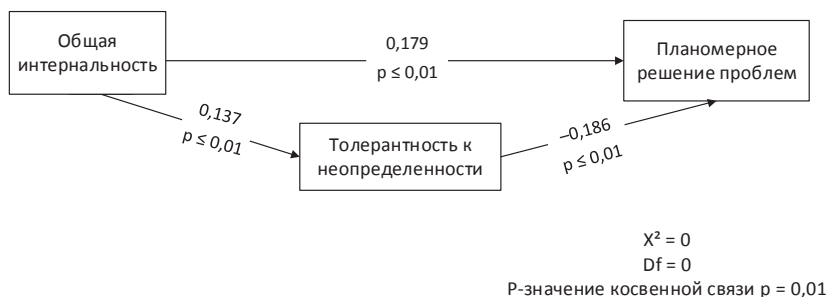 Общая
интернальность
0,179
p ≤ 0,01
Планомерное
решение проблем
0,137
p ≤ 0,01
Толерантность к
неопределенности
–0,186
p ≤ 0,01
X² = 0
Df = 0
P-значение косвенной связи p = 0,01